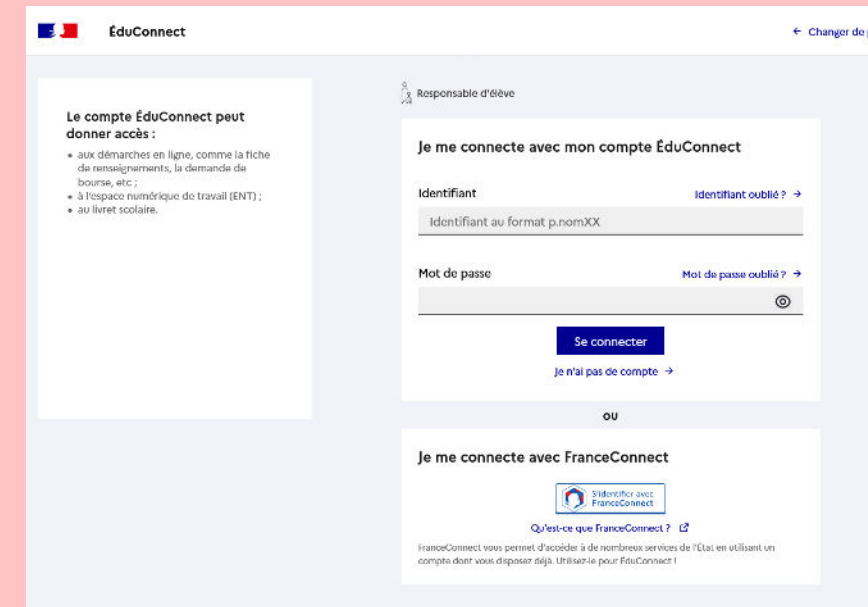 ÉduConnect
← Changer de
Le compte ÉduConnect peut
donner accès :
• aux démarches en ligne, comme la fiche
de renseignements, la demande de
bourse, etc ;
• à l'espace numérique de travail (ENT) ;
• au livret scolaire.
Responsable d'élève
Je me connecte avec mon compte ÉduConnect
Identifiant
Identifiant oublié ? →
Identifiant au format p.nomXX
Mot de passe
Mot de passe oublié ? →
Se connecter
Je n'ai pas de compte →
ou
Je me connecte avec FranceConnect
S'identifier avec
FranceConnect
Qu'est-ce que FranceConnect ?
FranceConnect vous permet d'accéder à de nombreux services de l'État en utilisant un
compte dont vous disposez déjà. Utilisez-le pour ÉduConnect !